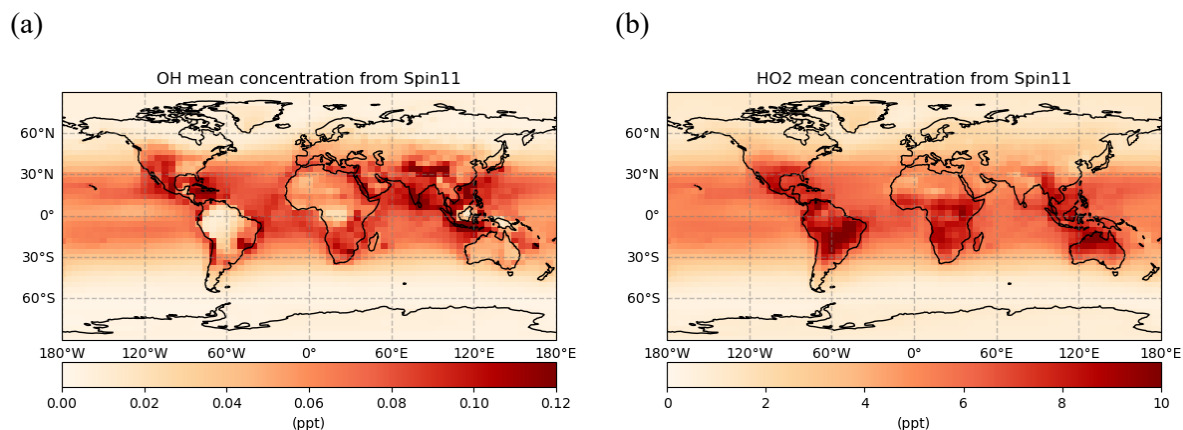 (a)
(b)
OH mean concentration from Spin11
HO2 mean concentration from Spin11
60°N
30°N
0°
30°S
60°S
180°W 120°W 60°W 0° 60°E 120°E 180°E
0.00 0.02 0.04 0.06 0.08 0.10 0.12
(ppt)
60°N
30°N
0°
30°S
60°S
180°W 120°W 60°W 0° 60°E 120°E 180°E
0 2 4 6 8 10
(ppt)